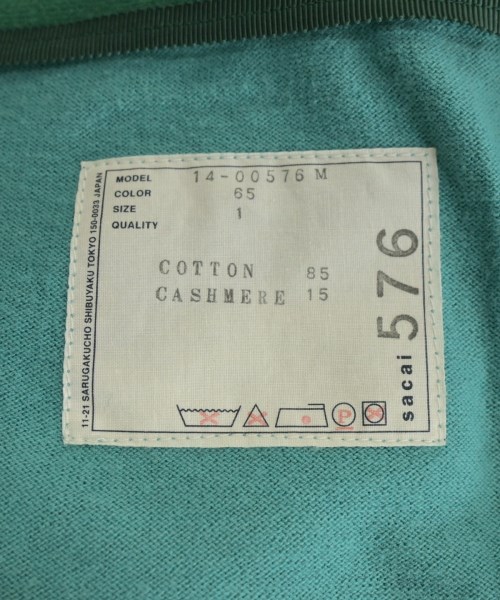 MODEL 14-00576 M
COLOR 65
SIZE 1
QUALITY
COTTON 85
CASHMERE 15
11-21 SARUGAKUCHO SHIBUYAKU TOKYO 150-0033 JAPAN
sacai 576
P